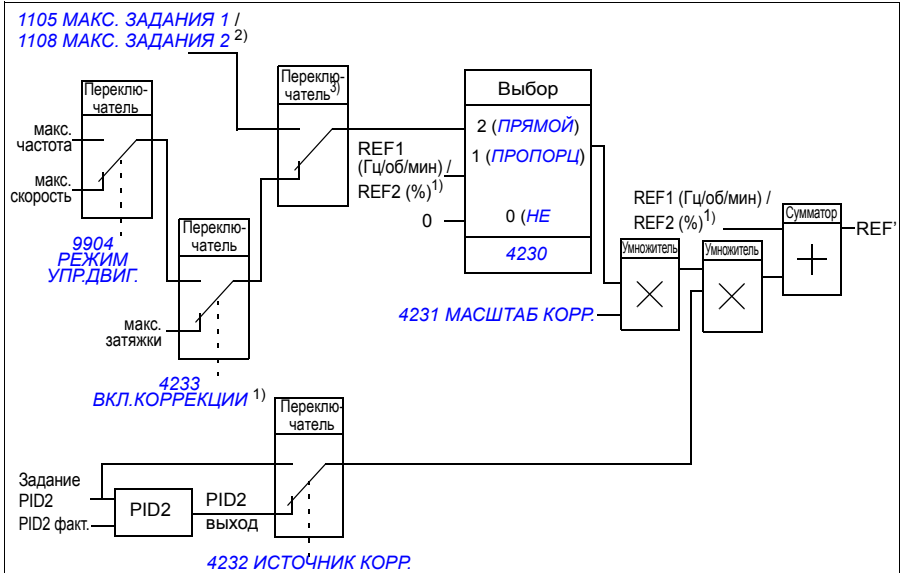 1105 МАКС. ЗАДАНИЯ 1 /
1108 МАКС. ЗАДАНИЯ 2 2)
Переклю-
чатель
макс.
частота
макс.
скорость
9904
РЕЖИМ
УПР.ДВИГ.
Переклю-
чатель
макс.
затяжки
4233
ВКЛ.КОРРЕКЦИИ 1)
Переклю-
чатель3)
REF1
(Гц/об/мин) /
REF2 (%)1)
0
Выбор
2 (ПРЯМОЙ)
1 (ПРОПОРЦ)
0 (НЕ
4230
4231 МАСШТАБ КОРР.
Умножитель
Умножитель
REF1 (Гц/об/мин) /
REF2 (%)1)
Сумматор
REF'
Задание
PID2
PID2 факт.
PID2
PID2
выход
Переклю-
чатель
4232 ИСТОЧНИК КОРР.